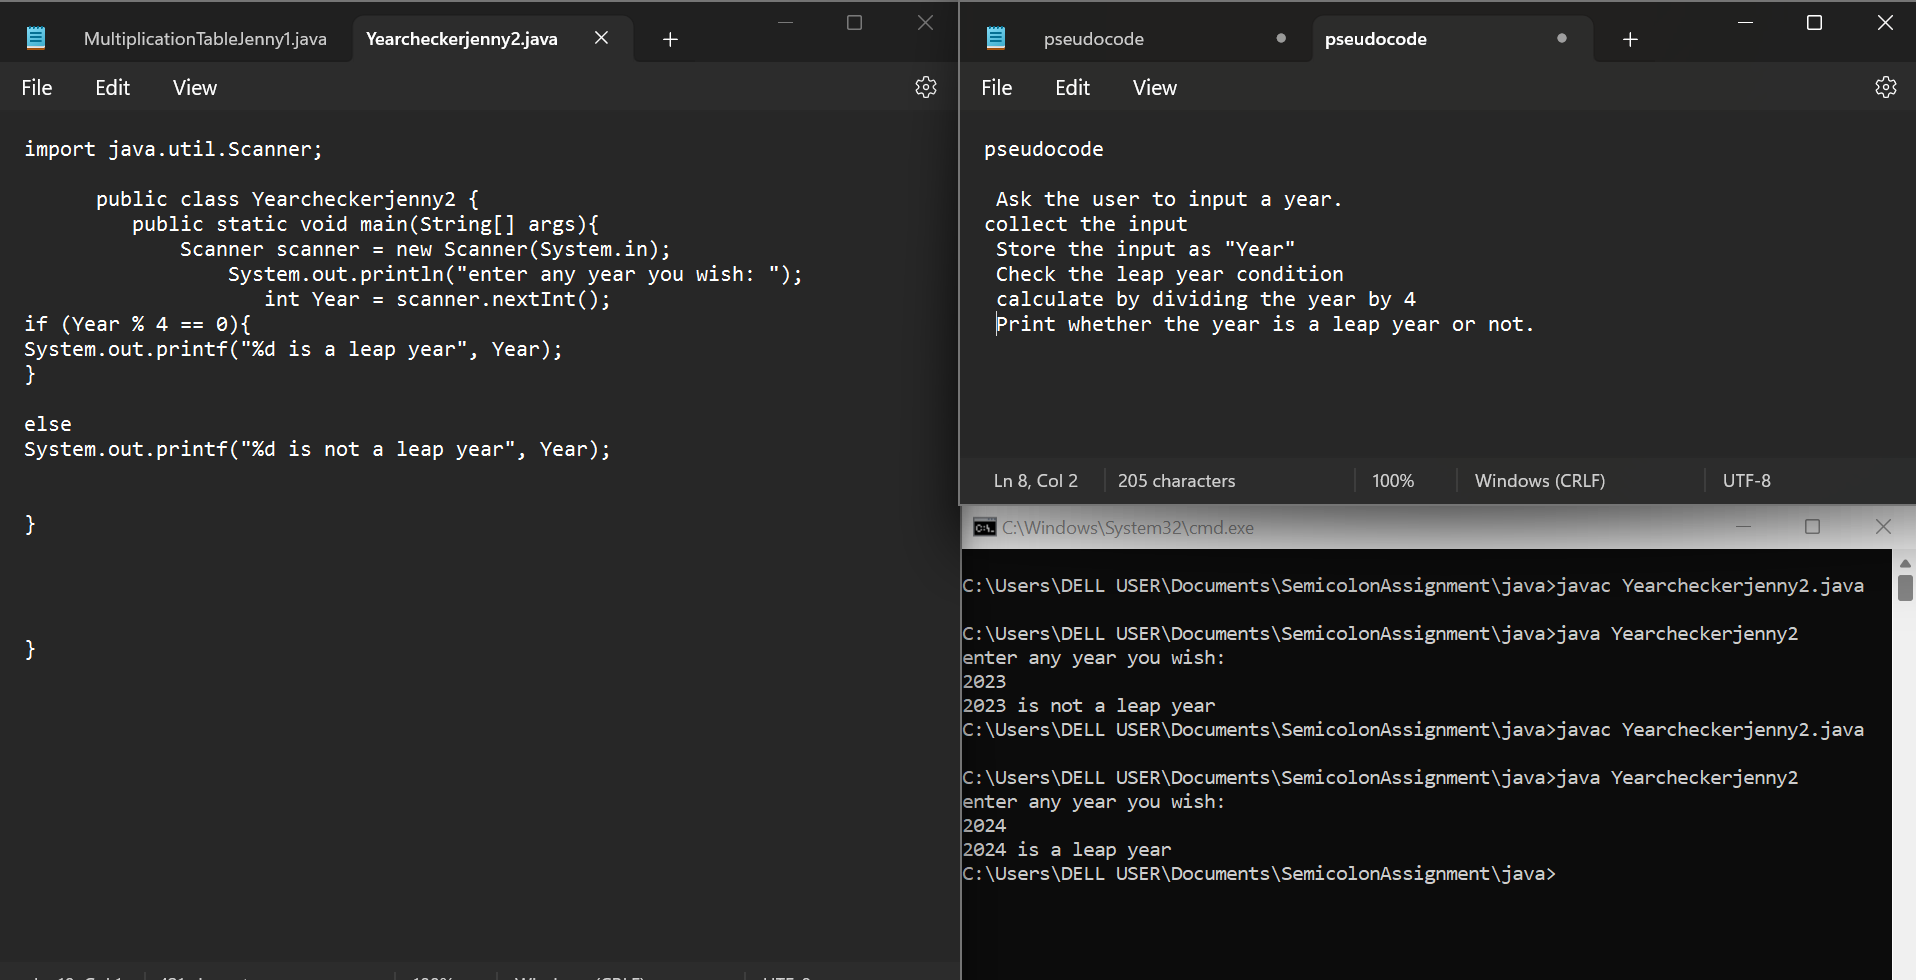 MultiplicationTableJenny1.java
Yearcheckerjenny2.java
File Edit View
import java.util.Scanner;
public class Yearcheckerjenny2 {
public static void main(String[] args){
Scanner scanner = new Scanner(System.in);
System.out.println("enter any year you wish: ");
int Year = scanner.nextInt();
if (Year % 4 == 0){
System.out.printf("%d is a leap year", Year);
}
else
System.out.printf("%d is not a leap year", Year);
}
}
pseudocode
pseudocode
File Edit View
pseudocode
Ask the user to input a year.
collect the input
Store the input as "Year"
Check the leap year condition
calculate by dividing the year by 4
Print whether the year is a leap year or not.
Ln 8, Col 2 205 characters 100% Windows (CRLF) UTF-8
C:\Windows\System32\cmd.exe
C:\Users\DELL USER\Documents\SemicolonAssignment\java>javac Yearcheckerjenny2.java
C:\Users\DELL USER\Documents\SemicolonAssignment\java>java Yearcheckerjenny2
enter any year you wish:
2023
2023 is not a leap year
C:\Users\DELL USER\Documents\SemicolonAssignment\java>javac Yearcheckerjenny2.java
C:\Users\DELL USER\Documents\SemicolonAssignment\java>java Yearcheckerjenny2
enter any year you wish:
2024
2024 is a leap year
C:\Users\DELL USER\Documents\SemicolonAssignment\java>